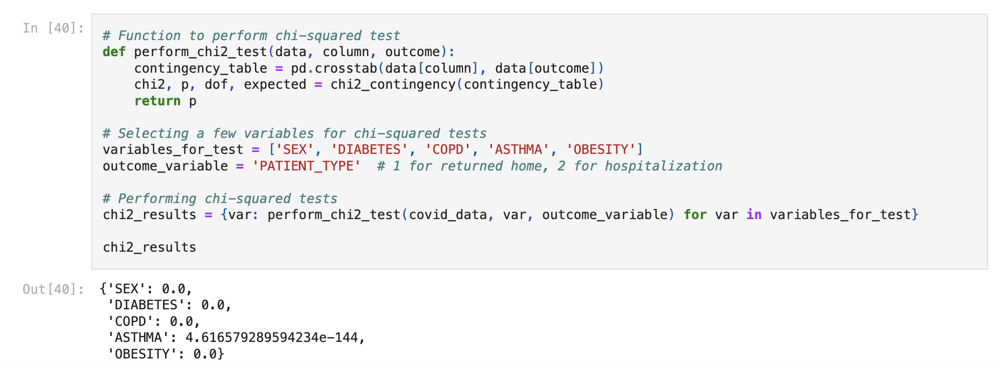 In [40]:
# Function to perform chi-squared test
def perform_chi2_test(data, column, outcome):
    contingency_table = pd.crosstab(data[column], data[outcome])
    chi2, p, dof, expected = chi2_contingency(contingency_table)
    return p
# Selecting a few variables for chi-squared tests
variables_for_test = ['SEX', 'DIABETES', 'COPD', 'ASTHMA', 'OBESITY']
outcome_variable = 'PATIENT_TYPE'  # 1 for returned home, 2 for hospitalization
# Performing chi-squared tests
chi2_results = {var: perform_chi2_test(covid_data, var, outcome_variable) for var in variables_for_test}
chi2_results
Out[40]: {'SEX': 0.0,
 'DIABETES': 0.0,
 'COPD': 0.0,
 'ASTHMA': 4.616579289594234e-144,
 'OBESITY': 0.0}